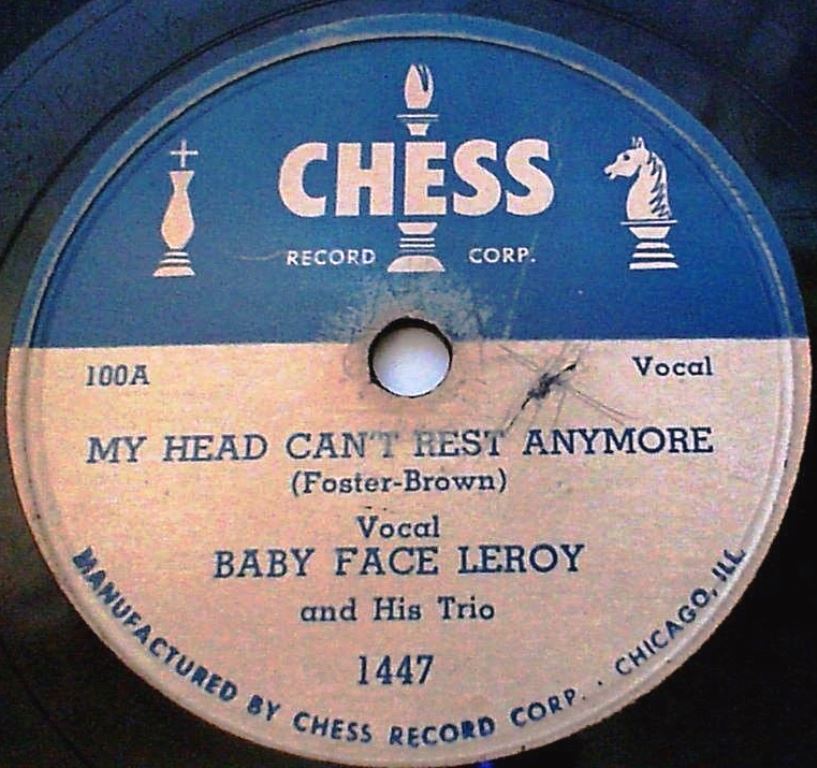 CHESS
RECORD CORP.
100A
Vocal
MY HEAD CAN'T REST ANYMORE
(Foster-Brown)
Vocal
BABY FACE LEROY
and His Trio
1447
MANUFACTURED BY CHESS RECORD CORP. · CHICAGO, ILL.